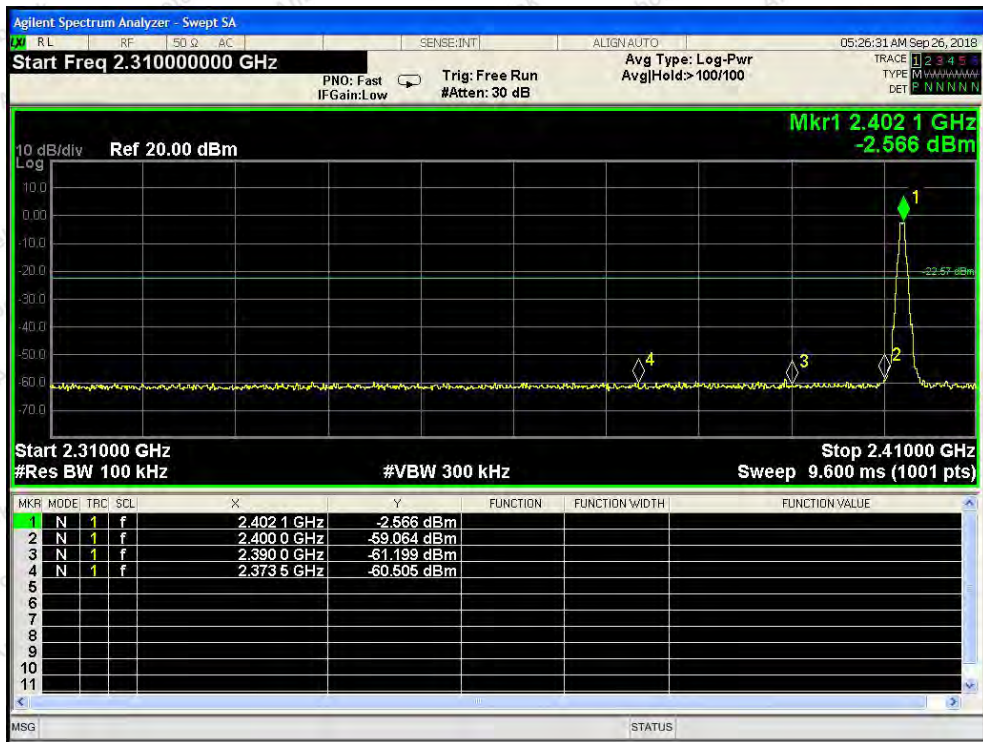 Agilent Spectrum Analyzer - Swept SA
LXI RL RF 50 Ω AC SENSE:INT ALIGN AUTO 05:26:31 AM Sep 26, 2018
Start Freq 2.310000000 GHz
PNO: Fast
IFGain:Low
Trig: Free Run
#Atten: 30 dB
Avg Type: Log-Pwr
Avg|Hold:> 100/100
TRACE 1 2 3 4 5 6
TYPE M
DET P N N N N N
Mkr1 2.402 1 GHz
-2.566 dBm
10 dB/div Ref 20.00 dBm
Log
10.0
0.00
-10.0
-20.0
-30.0
-40.0
-50.0
-60.0
-70.0
1
-22.57 dBm
4
3
2
Start 2.31000 GHz Stop 2.41000 GHz
#Res BW 100 kHz #VBW 300 kHz Sweep 9.600 ms (1001 pts)
MKR MODE TRC SCL X Y FUNCTION FUNCTION WIDTH FUNCTION VALUE
1 N 1 f 2.402 1 GHz -2.566 dBm
2 N 1 f 2.400 0 GHz -59.064 dBm
3 N 1 f 2.390 0 GHz -61.199 dBm
4 N 1 f 2.373 5 GHz -60.505 dBm
5
6
7
8
9
10
11
MSG STATUS